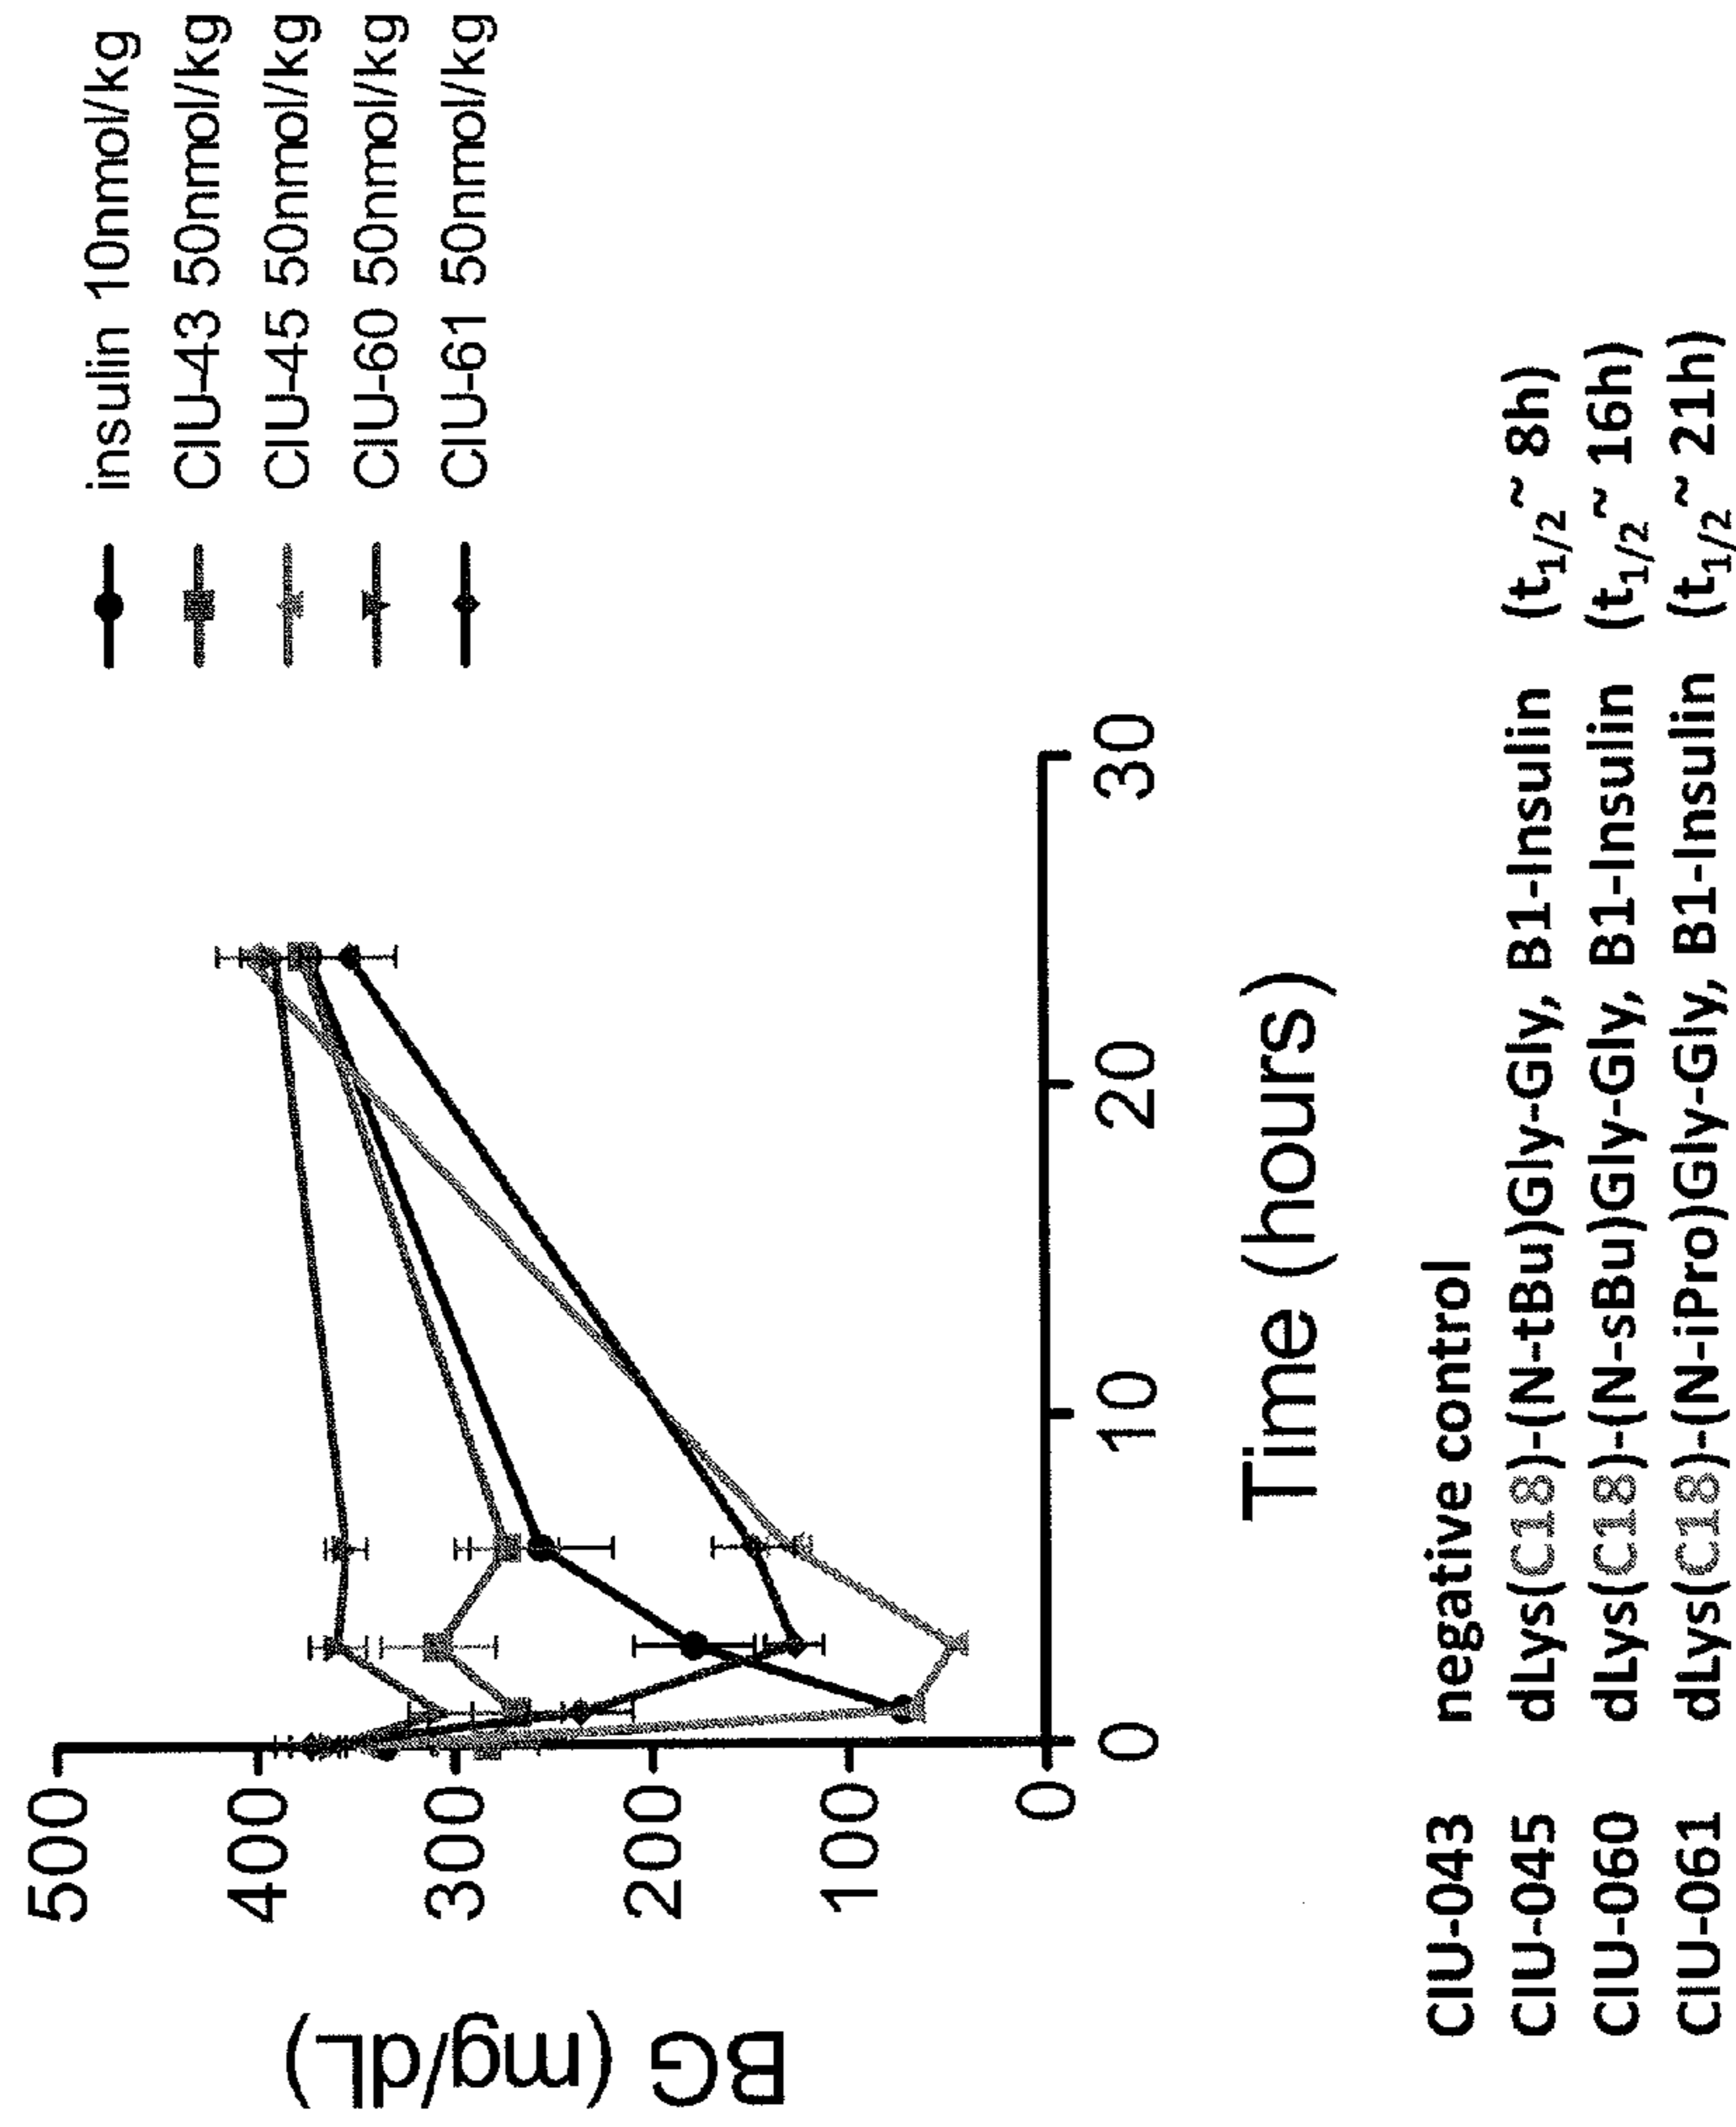 insulin 10nmol/kg
CIU-43 50nmol/kg
CIU-45 50nmol/kg
CIU-60 50nmol/kg
CIU-61 50nmol/kg
BG (mg/dL)
500
400
300
200
100
0
0 10 20 30
Time (hours)
CIU-043 negative control
CIU-045 dLys(C18)-(N-tBu)Gly-Gly, B1-Insulin (t1/2~ 8h)
CIU-060 dLys(C18)-(N-sBu)Gly-Gly, B1-Insulin (t1/2~ 16h)
CIU-061 dLys(C18)-(N-iPro)Gly-Gly, B1-Insulin (t1/2~ 21h)